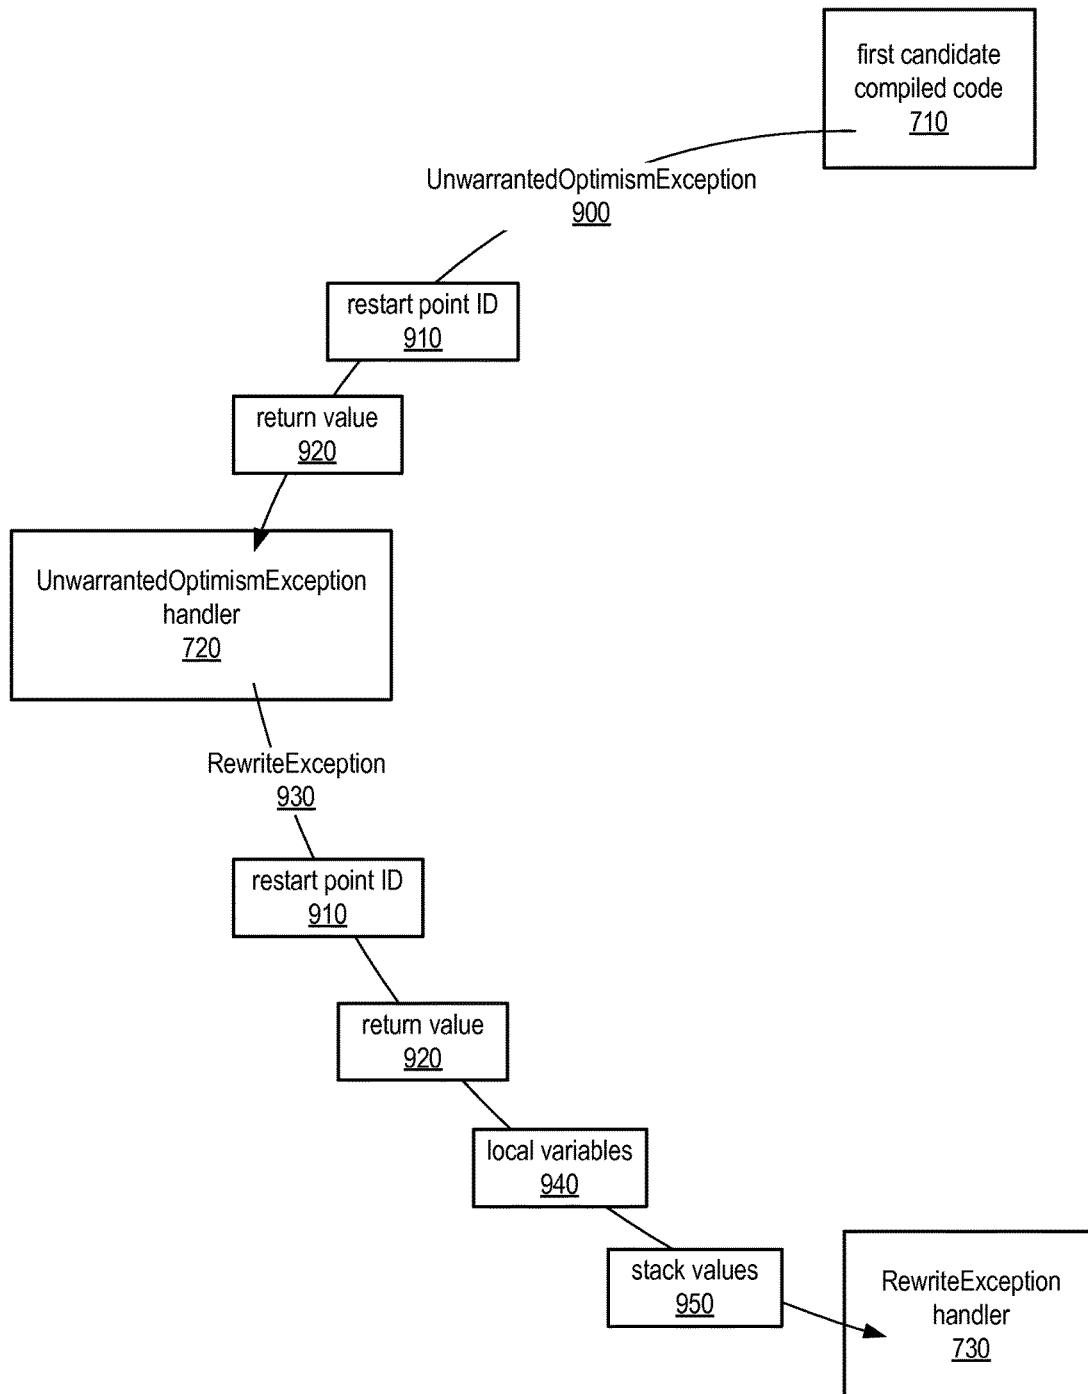 first candidate
compiled code
710
UnwarrantedOptimismException
900
restart point ID
910
return value
920
UnwarrantedOptimismException
handler
720
RewriteException
930
restart point ID
910
return value
920
local variables
940
stack values
950
RewriteException
handler
730